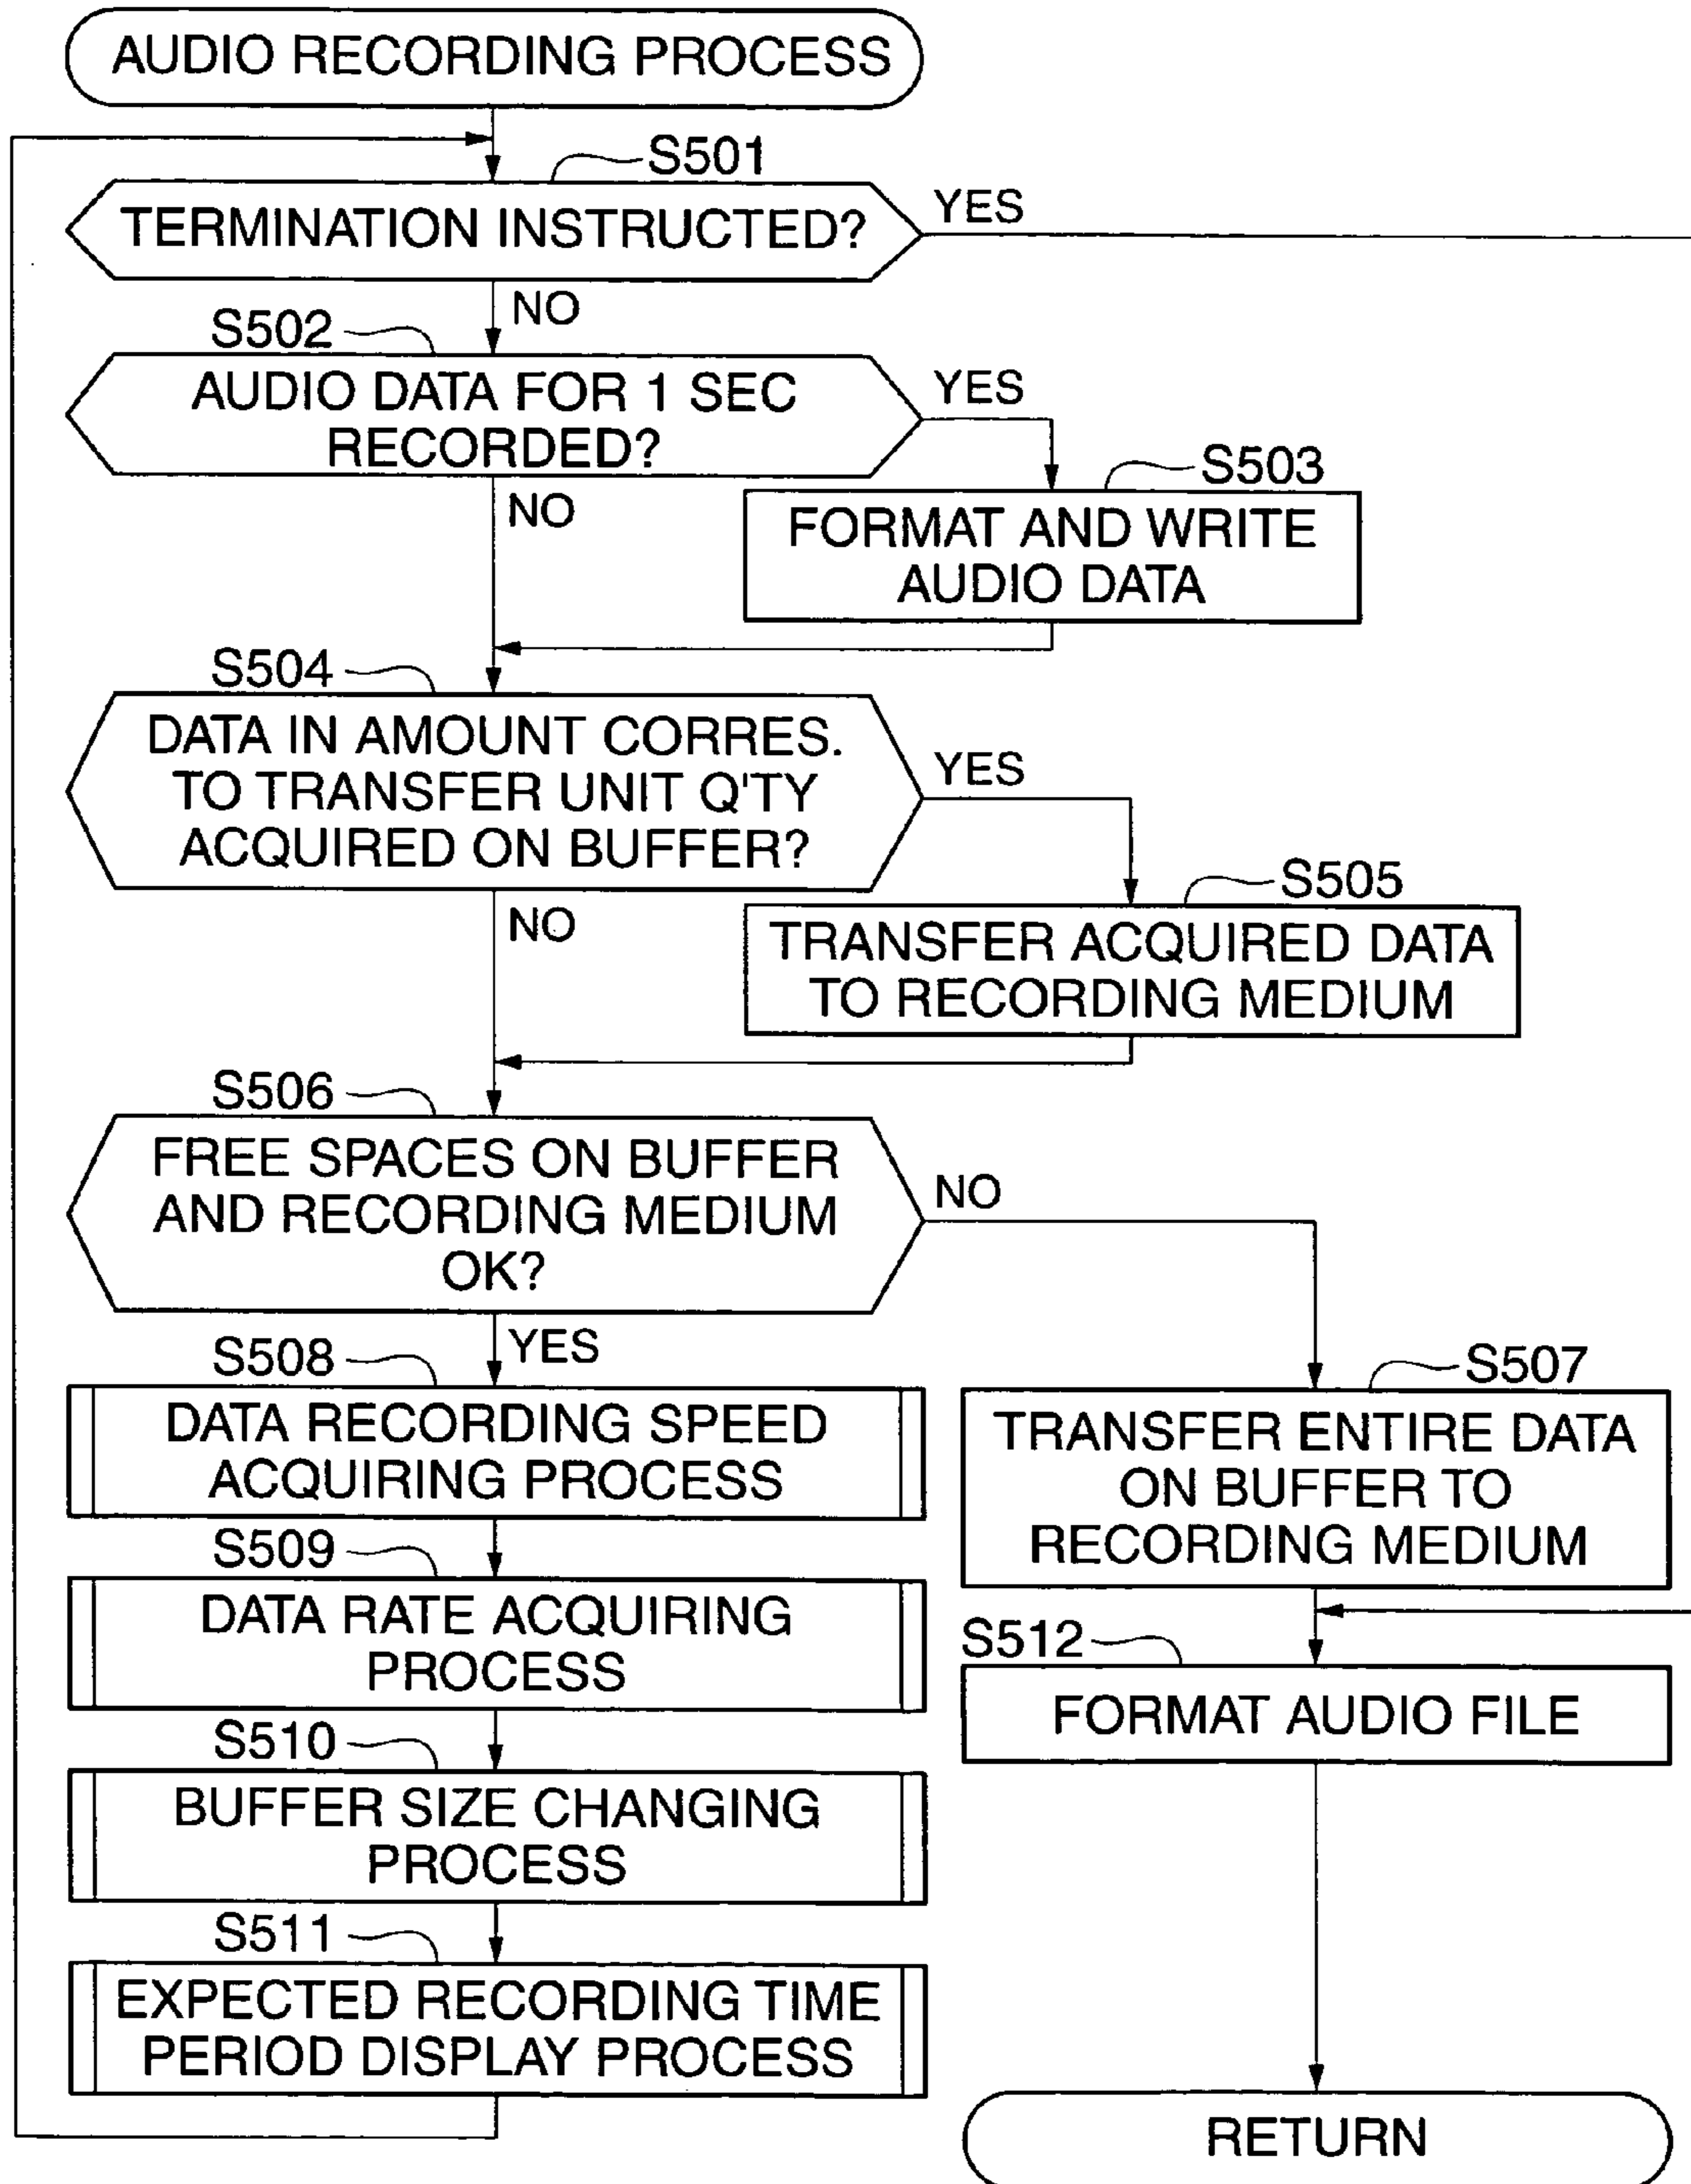 AUDIO RECORDING PROCESS
S501
TERMINATION INSTRUCTED?
YES
NO
S502
AUDIO DATA FOR 1 SEC
RECORDED?
YES
NO
S503
FORMAT AND WRITE
AUDIO DATA
S504
DATA IN AMOUNT CORRES.
TO TRANSFER UNIT Q'TY
ACQUIRED ON BUFFER?
YES
NO
S505
TRANSFER ACQUIRED DATA
TO RECORDING MEDIUM
S506
FREE SPACES ON BUFFER
AND RECORDING MEDIUM
OK?
NO
YES
S507
TRANSFER ENTIRE DATA
ON BUFFER TO
RECORDING MEDIUM
S508
DATA RECORDING SPEED
ACQUIRING PROCESS
S509
DATA RATE ACQUIRING
PROCESS
S510
BUFFER SIZE CHANGING
PROCESS
S511
EXPECTED RECORDING TIME
PERIOD DISPLAY PROCESS
S512
FORMAT AUDIO FILE
RETURN